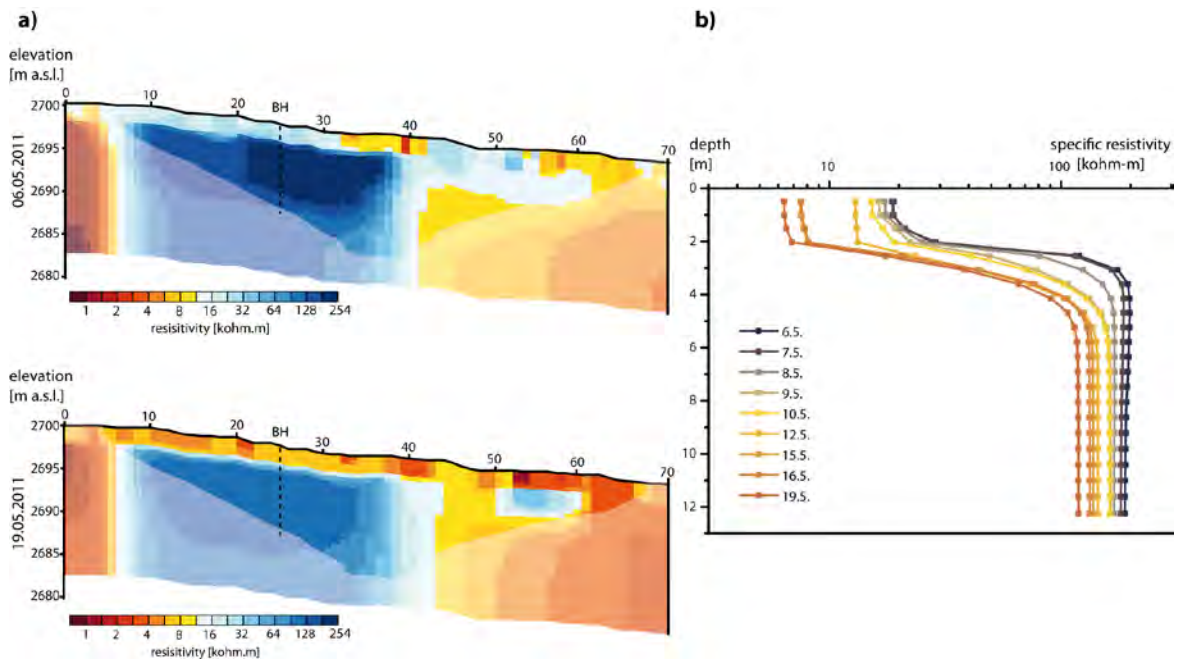 a)
elevation
[m a.s.l.]
0
10
20
BH
30
40
50
60
70
2700
2695
2690
2685
2680
06.05.2011
1 2 4 8 16 32 64 128 254
resisitivity [kohm.m]
elevation
[m a.s.l.]
0
10
20
BH
30
40
50
60
70
2700
2695
2690
2685
2680
19.05.2011
1 2 4 8 16 32 64 128 254
resisitivity [kohm.m]
b)
depth
[m]
specific resistivity
[kohm-m]
10
100
0
2
4
6
8
10
12
6.5.
7.5.
8.5.
9.5.
10.5.
12.5.
15.5.
16.5.
19.5.